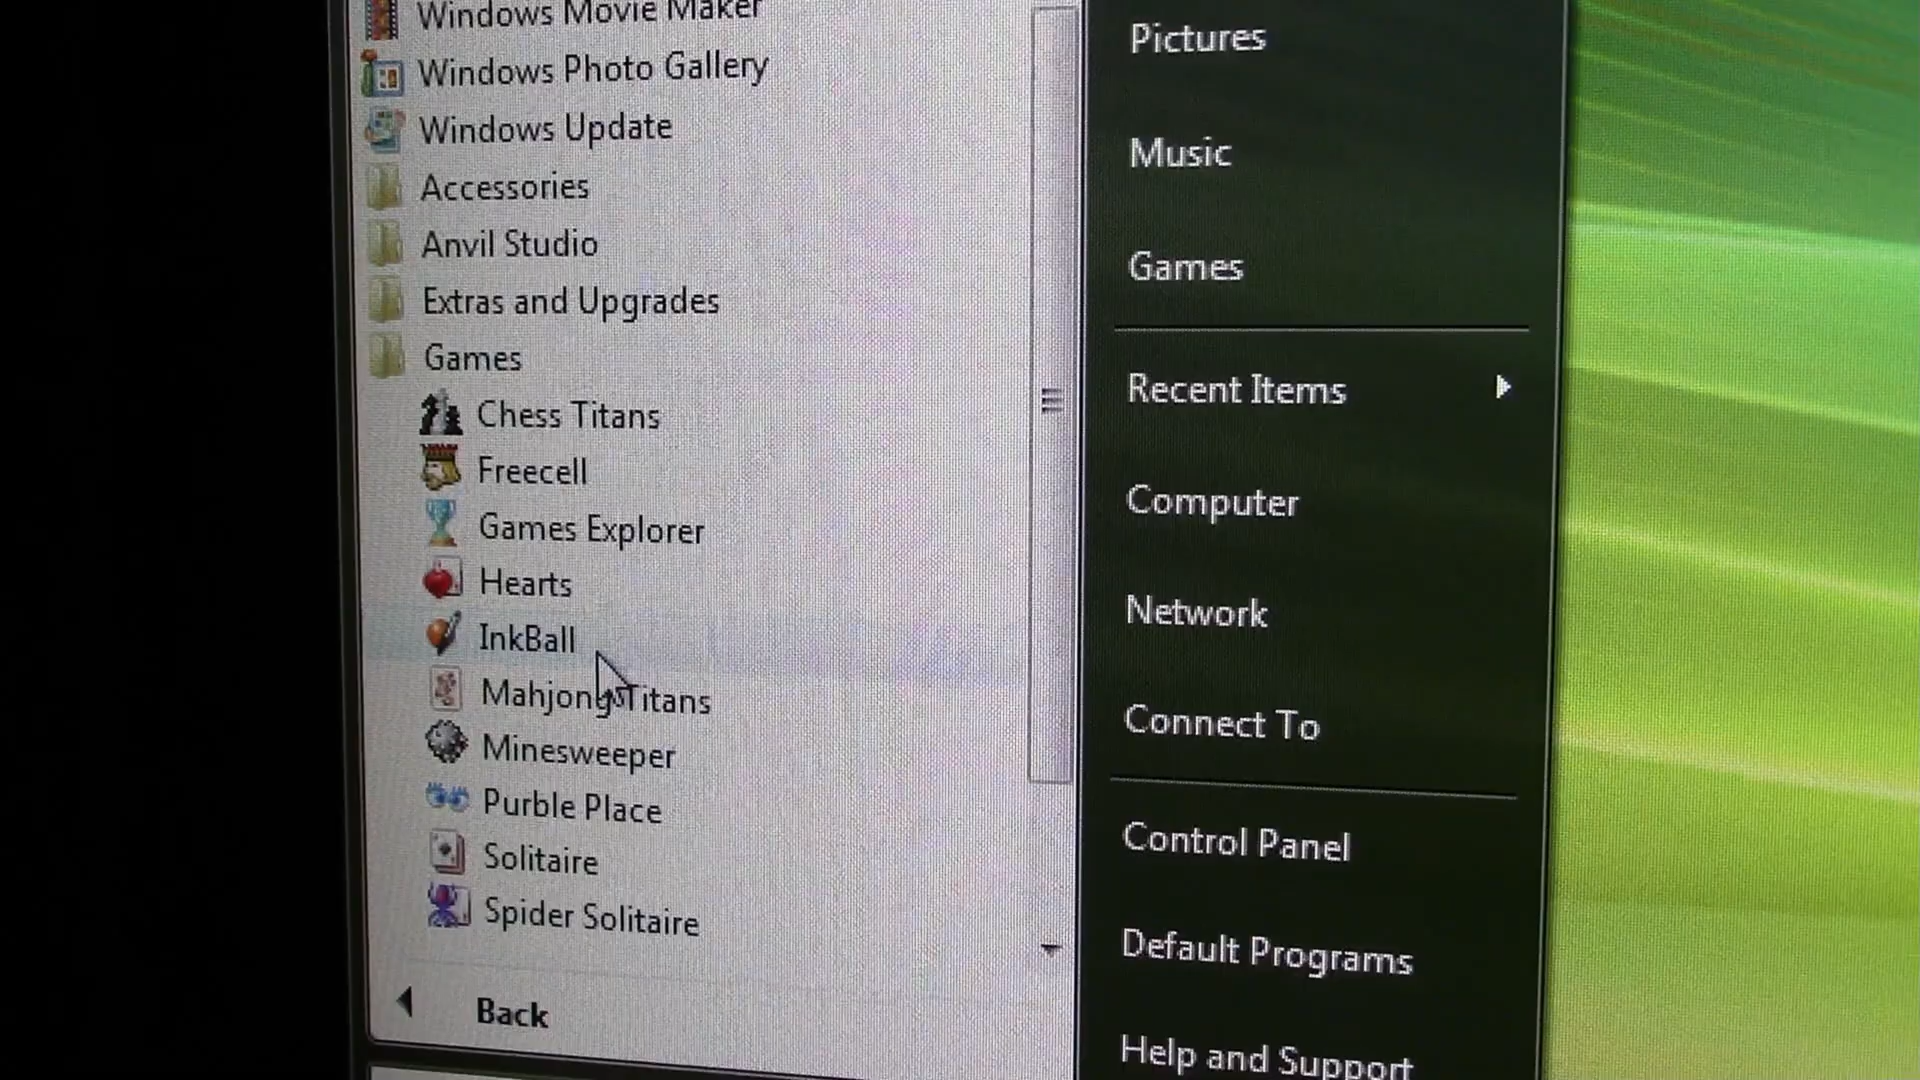 Windows Movie Maker
Windows Photo Gallery
Windows Update
Accessories
Anvil Studio
Extras and Upgrades
Games
Chess Titans
Freecell
Games Explorer
Hearts
InkBall
Mahjong Titans
Minesweeper
Purble Place
Solitaire
Spider Solitaire
Back
Pictures
Music
Games
Recent Items
Computer
Network
Connect To
Control Panel
Default Programs
Help and Support